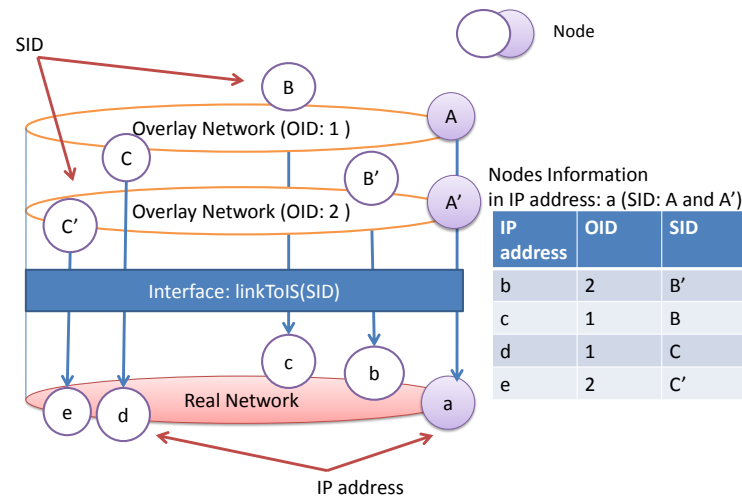 Node
SID
B
A
Overlay Network (OID: 1 )
C
B'
A'
C'
Overlay Network (OID: 2 )
Interface: linkToIS(SID)
c
b
e
d
Real Network
a
IP address
Nodes Information
in IP address: a (SID: A and A')
IP address OID SID
b 2 B'
c 1 B
d 1 C
e 2 C'